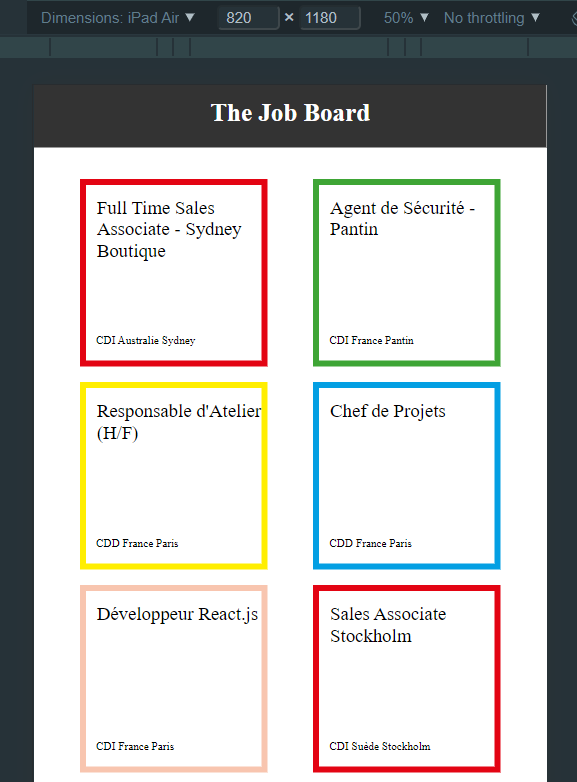 Dimensions: iPad Air ▼ 820 × 1180 50% ▼ No throttling ▼
The Job Board
Full Time Sales
Associate - Sydney
Boutique
CDI Australie Sydney
Agent de Sécurité -
Pantin
CDI France Pantin
Responsable d'Atelier
(H/F)
CDD France Paris
Chef de Projets
CDD France Paris
Développeur React.js
CDI France Paris
Sales Associate
Stockholm
CDI Suède Stockholm